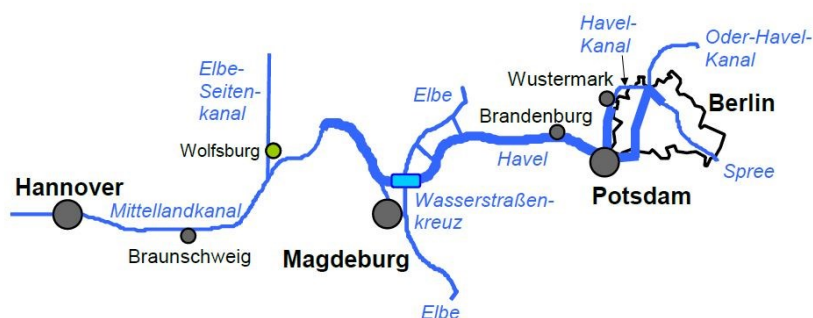 Havel-
Kanal
Oder-Havel-
Kanal
Elbe-
Seiten-
kanal
Elbe
Wustermark
Berlin
Brandenburg
Wolfsburg
Havel
Spree
Hannover
Potsdam
Mittellandkanal
Wasserstraßen-
kreuz
Braunschweig
Magdeburg
Elbe